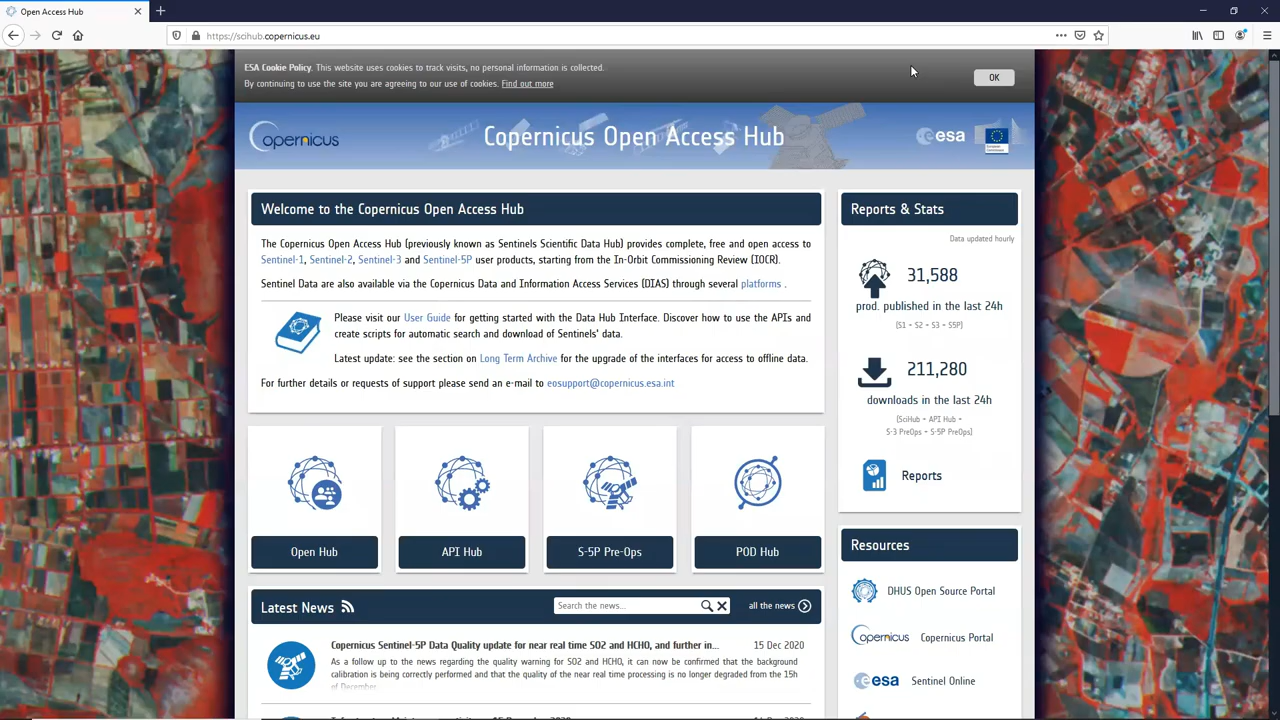 Open Access Hub
https://scihub.copernicus.eu
ESA Cookie Policy. This website uses cookies to track visits, no personal information is collected.
By continuing to use the site you are agreeing to our use of cookies. Find out more
OK
opernicus
Copernicus Open Access Hub
esa
Welcome to the Copernicus Open Access Hub
The Copernicus Open Access Hub (previously known as Sentinels Scientific Data Hub) provides complete, free and open access to
Sentinel-1, Sentinel-2, Sentinel-3 and Sentinel-5P user products, starting from the In-Orbit Commissioning Review (IOCR).
Sentinel Data are also available via the Copernicus Data and Information Access Services (DIAS) through several platforms .
Please visit our User Guide for getting started with the Data Hub Interface. Discover how to use the APIs and
create scripts for automatic search and download of Sentinels' data.
Latest update: see the section on Long Term Archive for the upgrade of the interfaces for access to offline data.
For further details or requests of support please send an e-mail to eosupport@copernicus.esa.int
Reports & Stats
Data updated hourly
31,588
prod. published in the last 24h
(S1 + S2 + S3 + S5P)
211,280
downloads in the last 24h
(SciHub + API Hub +
S-3 PreOps + S-5P PreOps)
Reports
Open Hub
API Hub
S-5P Pre-Ops
POD Hub
Resources
DHUS Open Source Portal
opernicus
Copernicus Portal
esa
Sentinel Online
Latest News
Search the news...
all the news
Copernicus Sentinel-5P Data Quality update for near real time SO2 and HCHO, and further in...
15 Dec 2020
As a follow up to the news regarding the quality warning for SO2 and HCHO, it can now be confirmed that the background
calibration is being correctly performed and that the quality of the near real time processing is no longer degraded from the 15h
of December.